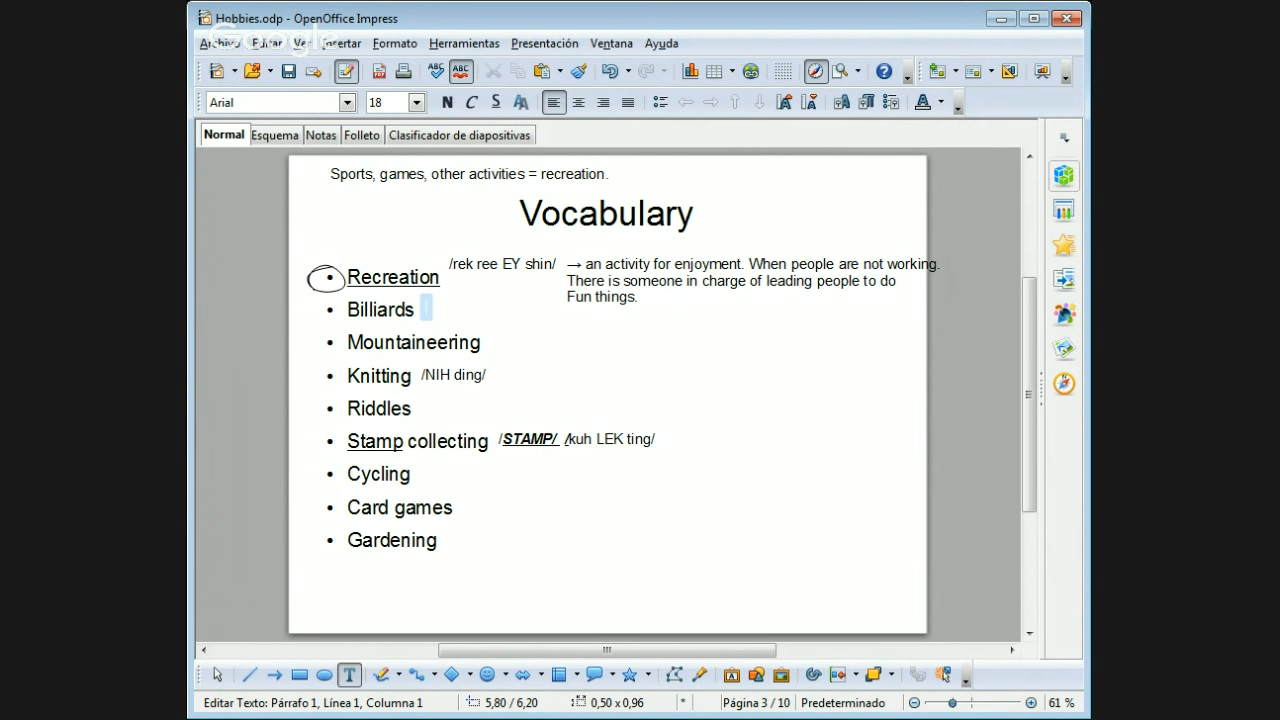 Hobbies.odp - OpenOffice Impress
Google
Archivo Editar Ver Insertar Formato Herramientas Presentación Ventana Ayuda
ABC ABC
Arial 18 N C S
Normal Esquema Notas Folleto Clasificador de diapositivas
Sports, games, other activities = recreation.
Vocabulary
• Recreation /rek ree EY shin/ → an activity for enjoyment. When people are not working.
There is someone in charge of leading people to do
Fun things.
• Billiards
• Mountaineering
• Knitting /NIH ding/
• Riddles
• Stamp collecting /STAMP/ /kuh LEK ting/
• Cycling
• Card games
• Gardening
Editar Texto: Párrafo 1, Línea 1, Columna 1 5,80 / 6,20 0,50 x 0,96 * Página 3 / 10 Predeterminado 61 %